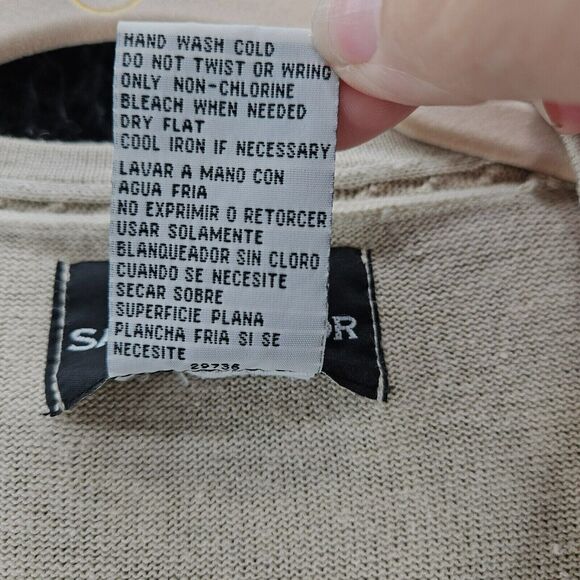 HAND WASH COLD
DO NOT TWIST OR WRING
ONLY NON-CHLORINE
BLEACH WHEN NEEDED
DRY FLAT
COOL IRON IF NECESSARY
LAVAR A MANO CON
AGUA FRIA
NO EXPRIMIR O RETORCER
USAR SOLAMENTE
BLANQUEADOR SIN CLORO
CUANDO SE NECESITE
SECAR SOBRE
SUPERFICIE PLANA
PLANCHA FRIA SI SE
NECESITE
29736